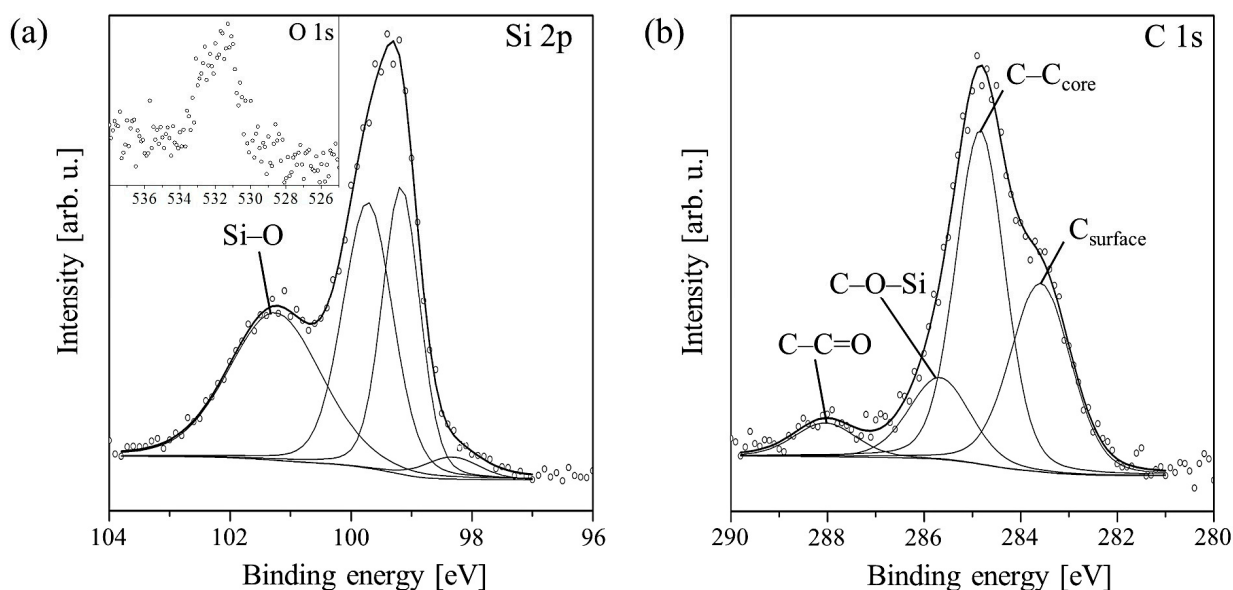 (a)
O 1s
Si 2p
536 534 532 530 528 526
Si–O
Intensity [arb. u.]
104 102 100 98 96
Binding energy [eV]
(b)
C 1s
C–Ccore
Csurface
C–O–Si
C–C=O
Intensity [arb. u.]
290 288 286 284 282 280
Binding energy [eV]